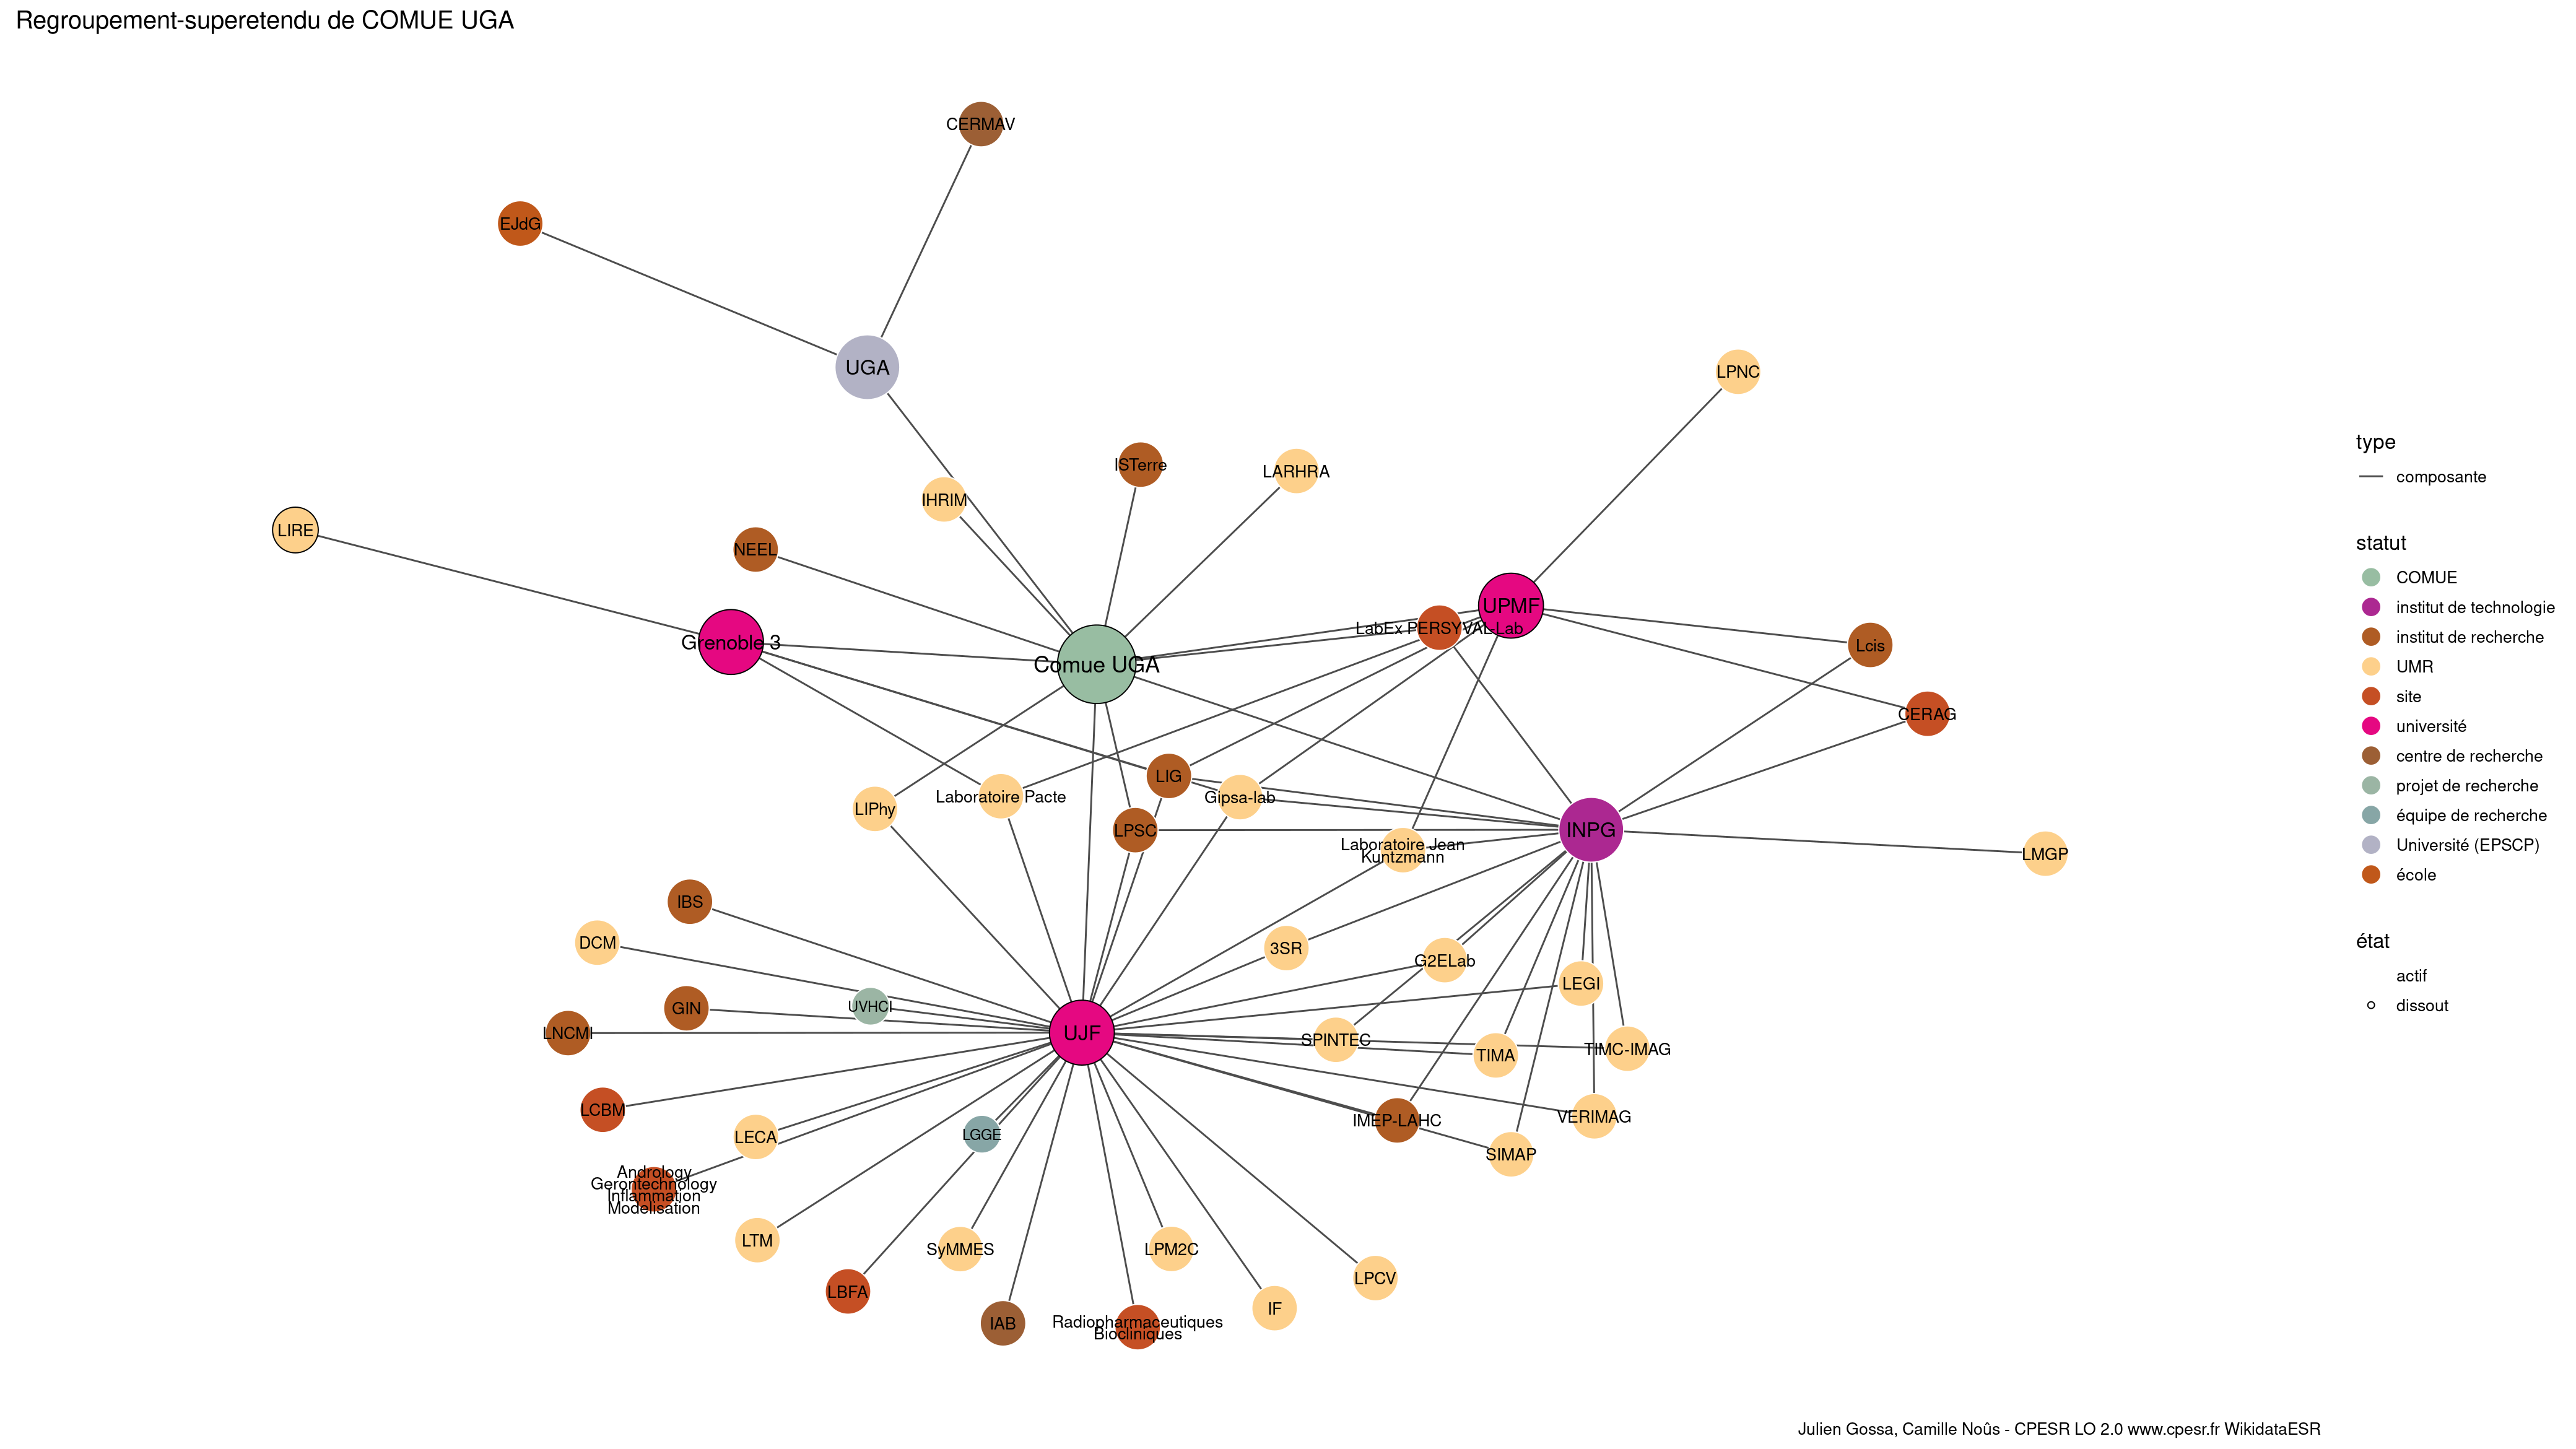 Regroupement-superetendu de COMUE UGA
CERMAV
EJdG
UGA
LPNC
ISTerre
LARHRA
IHRIM
LIRE
NEEL
UPMF
LabEx PERSYVAL-Lab
Grenoble 3
Lcis
Comue UGA
CERAG
LIG
Laboratoire Pacte
Gipsa-lab
LIPhy
LPSC
INPG
Laboratoire Jean
Kuntzmann
LMGP
IBS
DCM
3SR
G2ELab
LEGI
UVHCI
GIN
LNCMI
UJF
SPINTEC
TIMA
TIMC-IMAG
LCBM
VERIMAG
IMEP-LAHC
LECA
LGGE
SIMAP
Andrology
Gerontechnology
Inflammation
Modelisation
LTM
SyMMES
LPM2C
LPCV
LBFA
IF
IAB
Radiopharmaceutiques
Biocliniques
type
composante
statut
COMUE
institut de technologie
institut de recherche
UMR
site
université
centre de recherche
projet de recherche
équipe de recherche
Université (EPSCP)
école
état
actif
dissout
Julien Gossa, Camille Noûs - CPESR LO 2.0 www.cpesr.fr WikidataESR